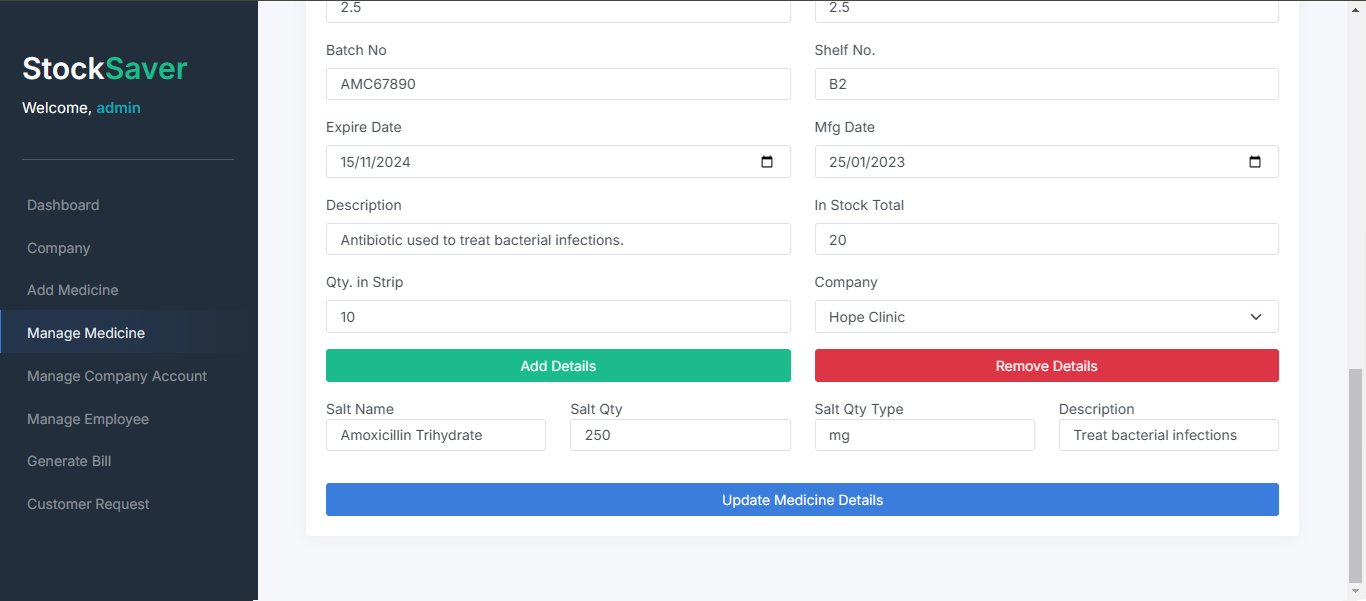 StockSaver
Welcome, admin
Dashboard
Company
Add Medicine
Manage Medicine
Manage Company Account
Manage Employee
Generate Bill
Customer Request
2.5 2.5
Batch No Shelf No.
AMC67890 B2
Expire Date Mfg Date
15/11/2024 25/01/2023
Description In Stock Total
Antibiotic used to treat bacterial infections. 20
Qty. in Strip Company
10 Hope Clinic
Add Details Remove Details
Salt Name Salt Qty Salt Qty Type Description
Amoxicillin Trihydrate 250 mg Treat bacterial infections
Update Medicine Details